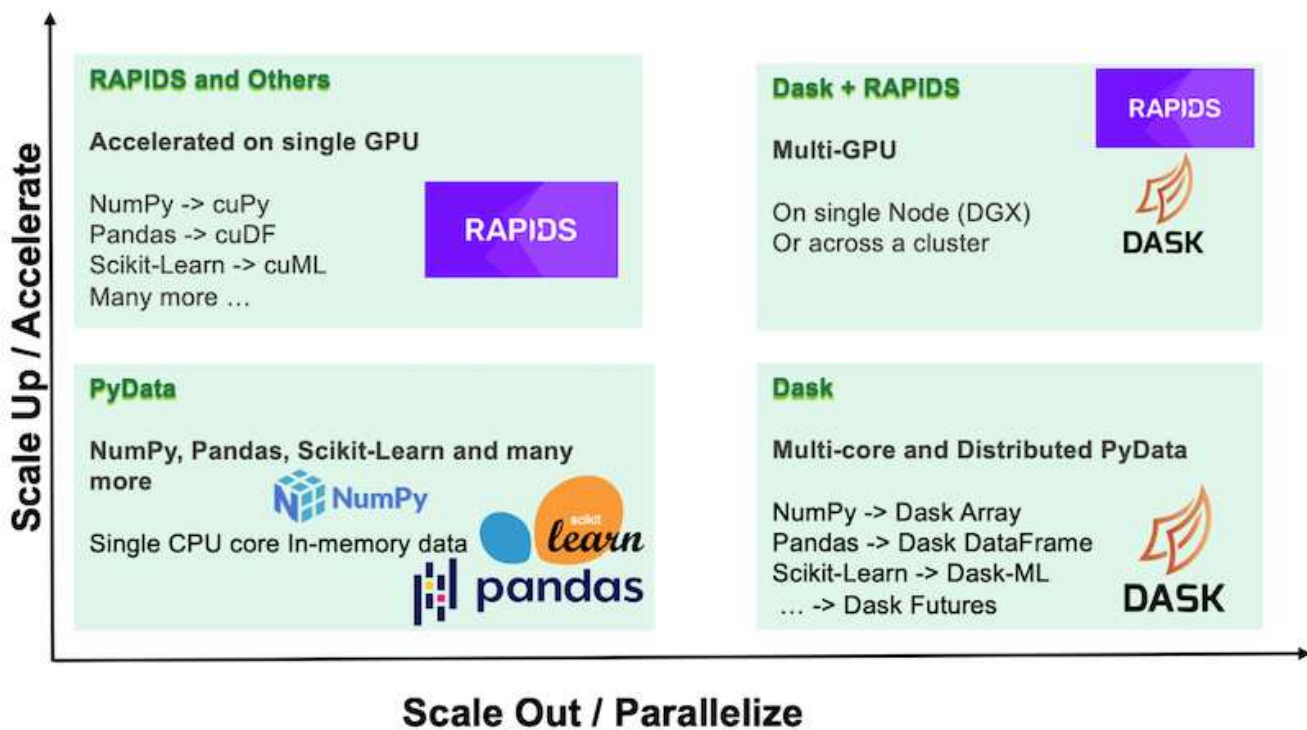 RAPIDS and Others
Accelerated on single GPU
NumPy -> cuPy
Pandas -> cuDF
Scikit-Learn -> cuML
Many more …
RAPIDS
Dask + RAPIDS
Multi-GPU
On single Node (DGX)
Or across a cluster
RAPIDS
DASK
PyData
NumPy, Pandas, Scikit-Learn and many
more
NumPy
Single CPU core In-memory data
scikit
learn
pandas
Dask
Multi-core and Distributed PyData
NumPy -> Dask Array
Pandas -> Dask DataFrame
Scikit-Learn -> Dask-ML
… -> Dask Futures
DASK
Scale Up / Accelerate
Scale Out / Parallelize